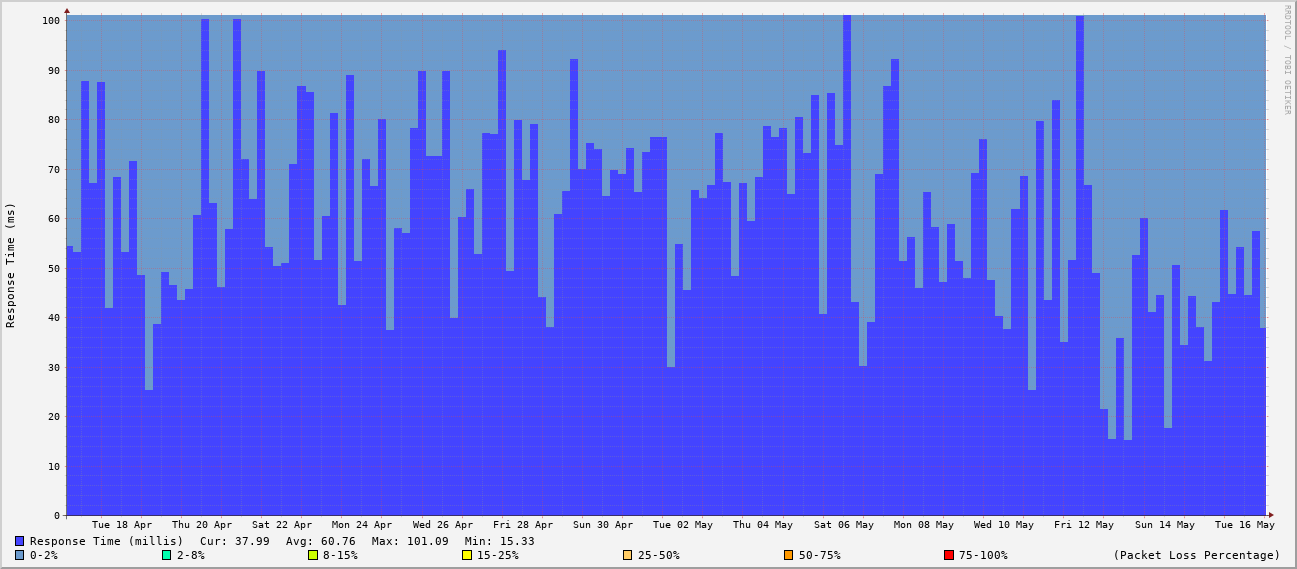 RRDTOOL / TOBI OETIKER
Response Time (ms)
100
90
80
70
60
50
40
30
20
10
0
Tue 18 Apr Thu 20 Apr Sat 22 Apr Mon 24 Apr Wed 26 Apr Fri 28 Apr Sun 30 Apr Tue 02 May Thu 04 May Sat 06 May Mon 08 May Wed 10 May Fri 12 May Sun 14 May Tue 16 May
Response Time (millis) Cur: 37.99 Avg: 60.76 Max: 101.09 Min: 15.33
0-2% 2-8% 8-15% 15-25% 25-50% 50-75% 75-100% (Packet Loss Percentage)